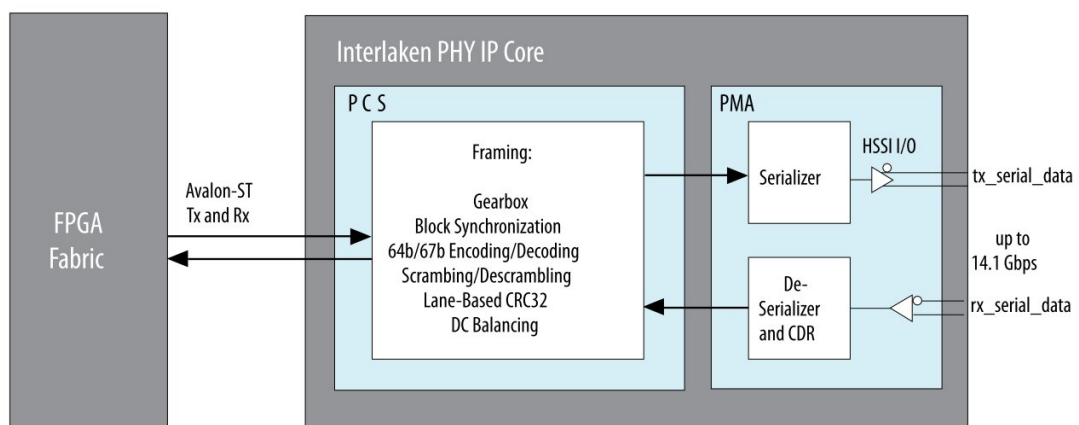 Interlaken PHY IP Core
P C S
PMA
Framing:
HSSI I/O
Serializer
tx_serial_data
Avalon-ST
Tx and Rx
Gearbox
Block Synchronization
64b/67b Encoding/Decoding
Scrambing/Descrambling
Lane-Based CRC32
DC Balancing
FPGA
Fabric
up to
14.1 Gbps
De-
Serializer
and CDR
rx_serial_data